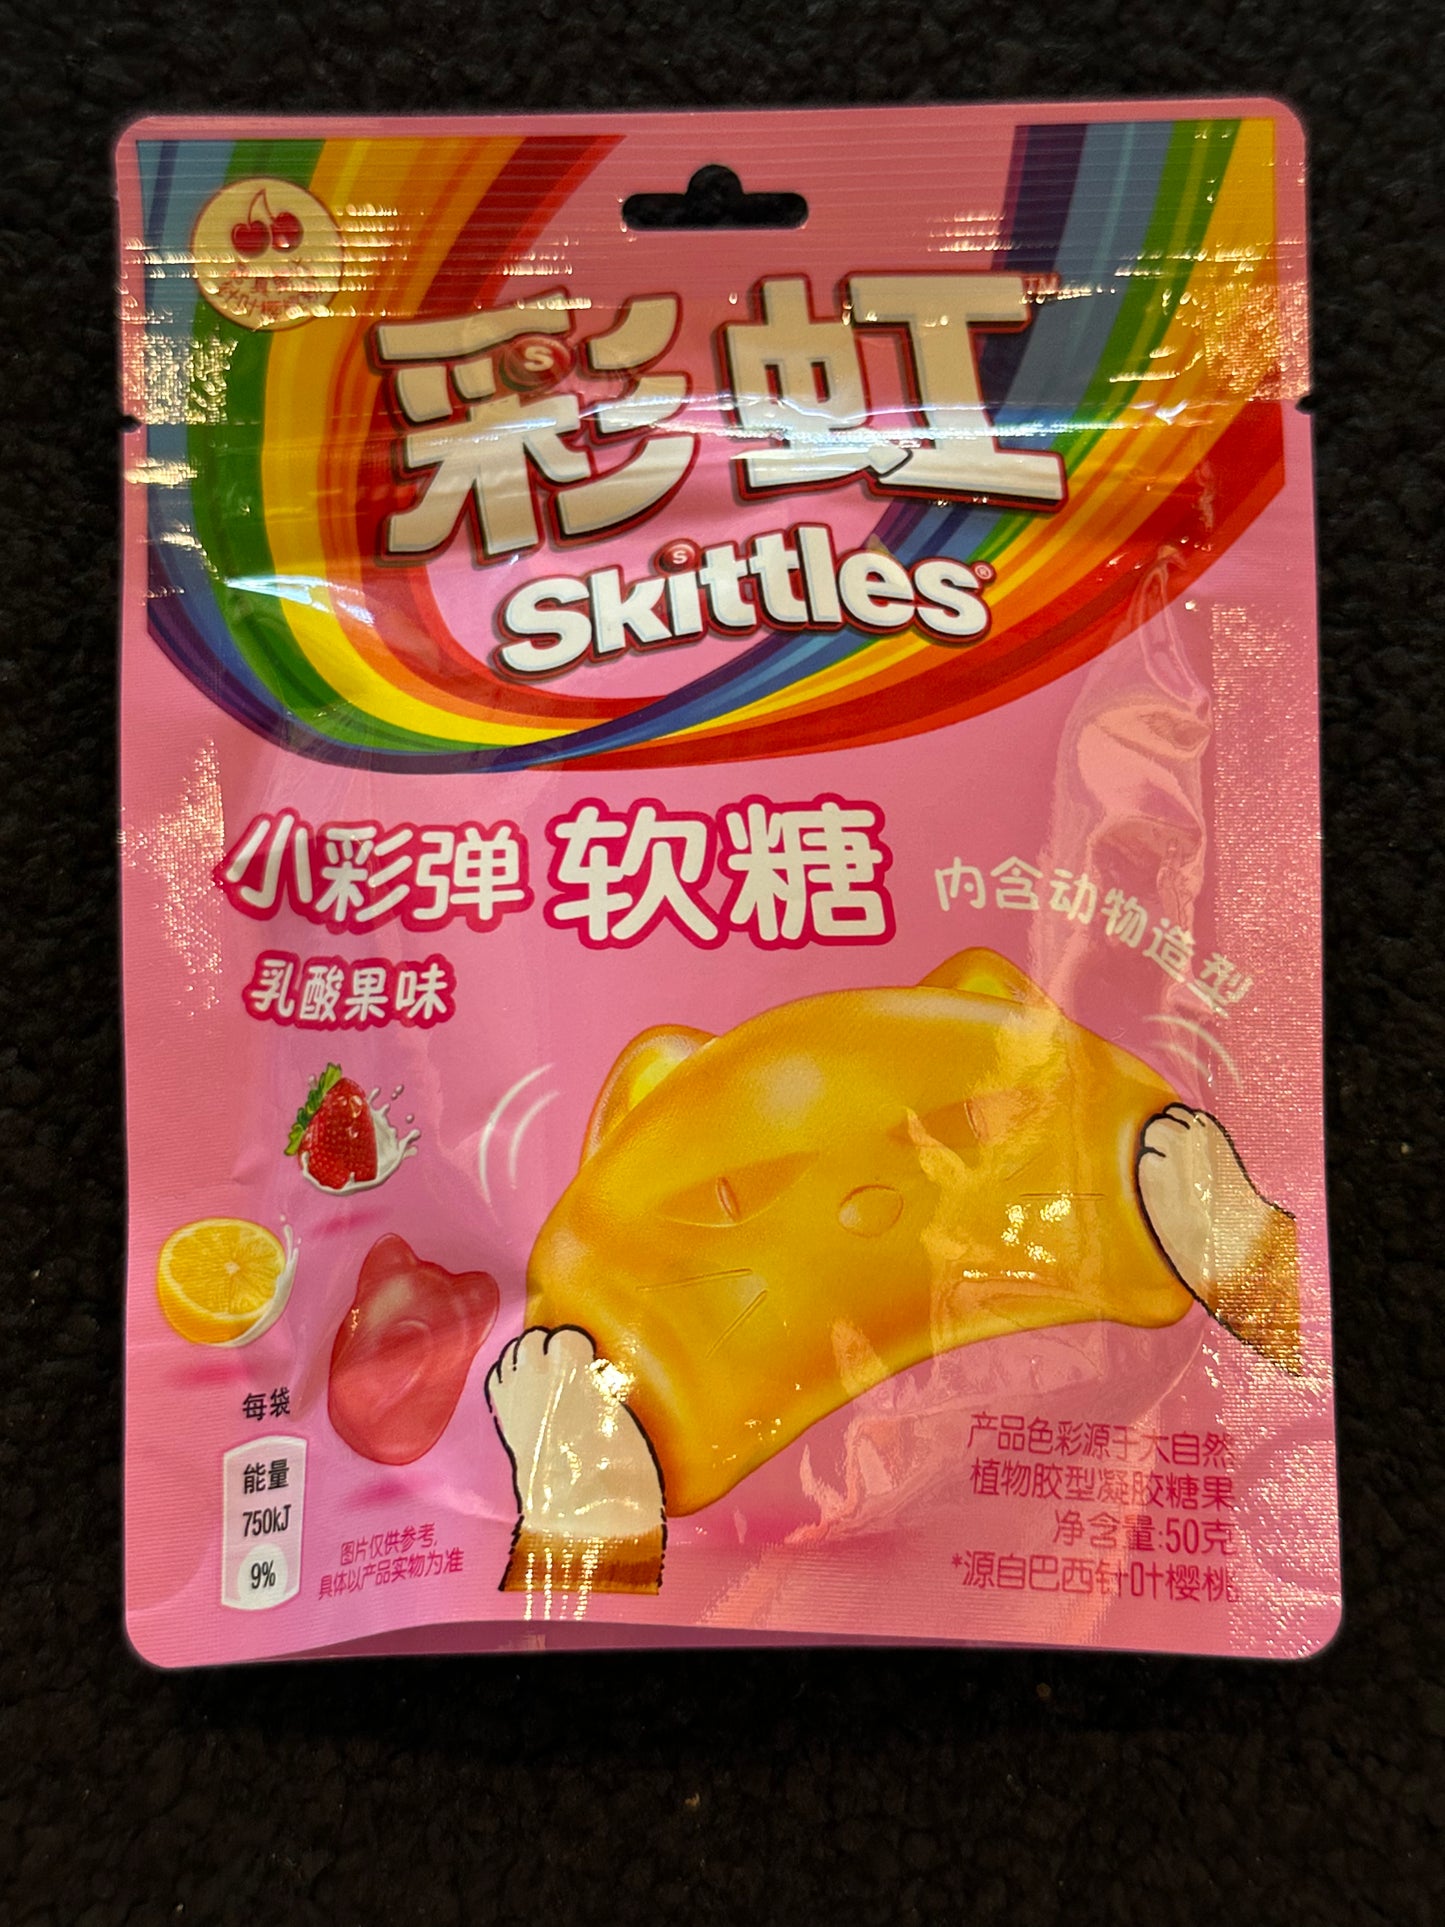 彩虹™
Skittles®
小彩弹 软糖
内含动物造型
乳酸果味
每袋
能量
750kJ
9%
图片仅供参考,
具体以产品实物为准
产品色彩源于大自然
植物胶型凝胶糖果
净含量:50克
*源自巴西针叶樱桃